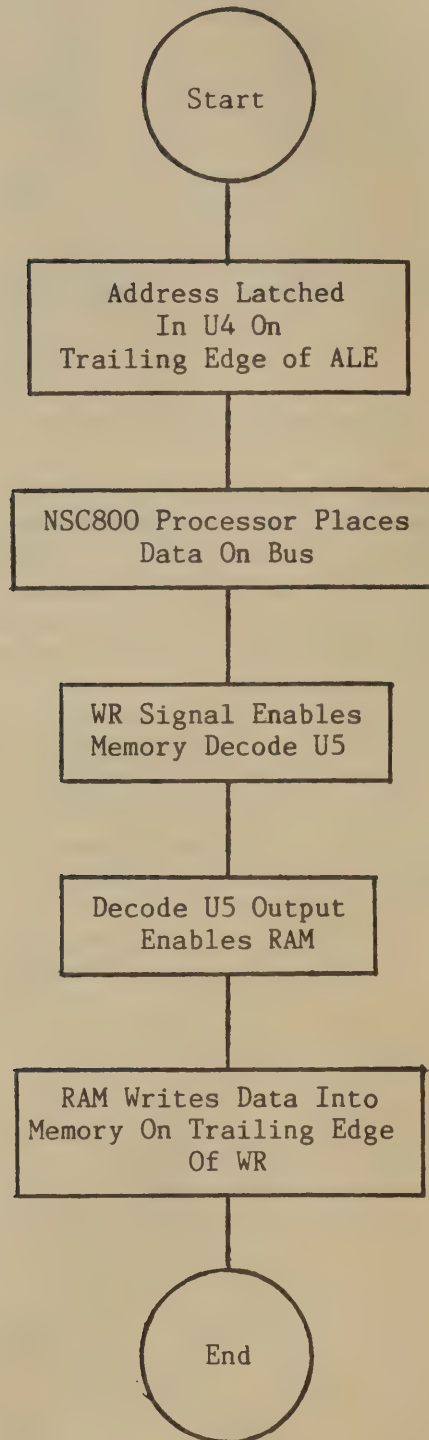 Start
Address Latched
In U4 On
Trailing Edge of ALE
NSC800 Processor Places
Data On Bus
WR Signal Enables
Memory Decode U5
Decode U5 Output
Enables RAM
RAM Writes Data Into
Memory On Trailing Edge
Of WR
End